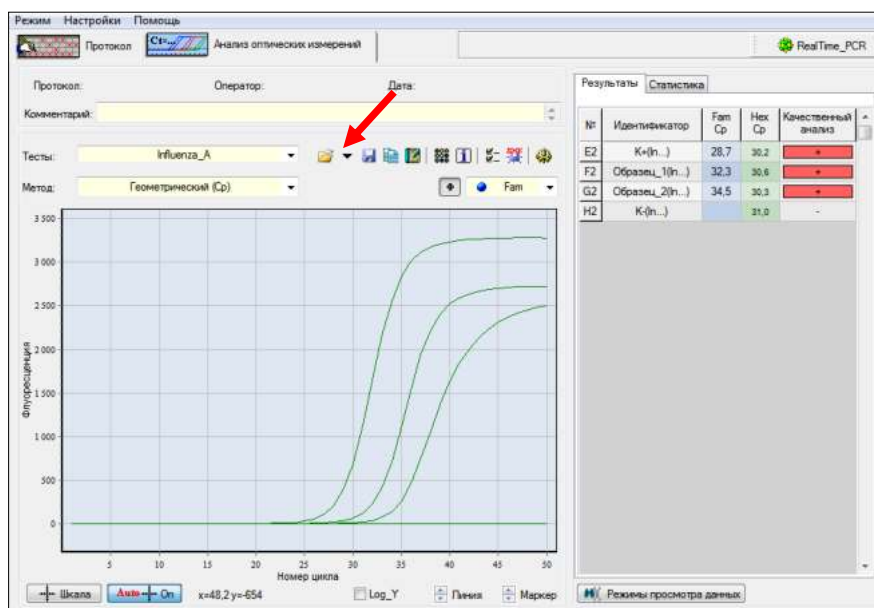 Режим Настройки Помощь
Протокол Ct=... Анализ оптических измерений RealTime_PCR
Протокол: Оператор: Дата:
Комментарий:
Тесты: Influenza_A
Метод: Геометрический (Cp) Fam
Флуоресценция
3 500
3 000
2 500
2 000
1 500
1 000
500
0
5 10 15 20 25 30 35 40 45 50
Номер цикла
Шкала Auto On x=48,2 y=-654 Log_Y Линия Маркер
Результаты Статистика
№ Идентификатор Fam Cp Hex Cp Качественный анализ
E2 K+(In...) 28,7 30,2 +
F2 Образец_1(In...) 32,3 30,6 +
G2 Образец_2(In...) 34,5 30,3 +
H2 K-(In...) 31,0 -
Режимы просмотра данных